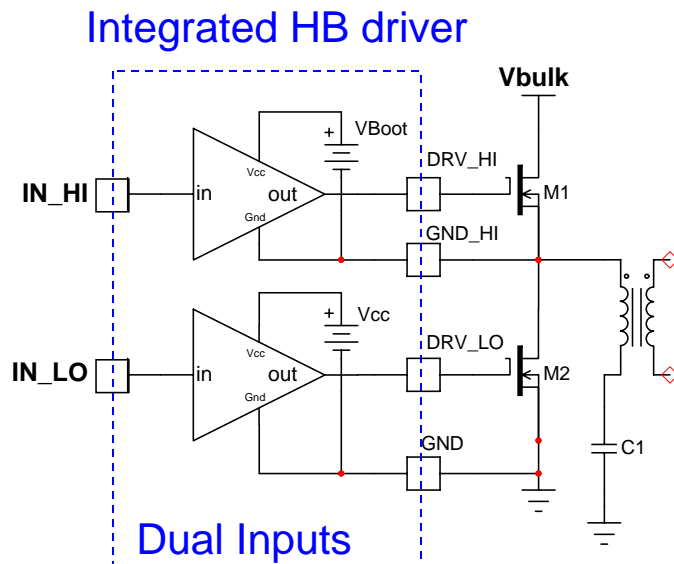 Integrated HB driver
Vbulk
+ VBoot
Vcc
DRV_HI
IN_HI
in
out
M1
Gnd
GND_HI
+ Vcc
Vcc
DRV_LO
IN_LO
in
out
M2
Gnd
GND
C1
Dual Inputs